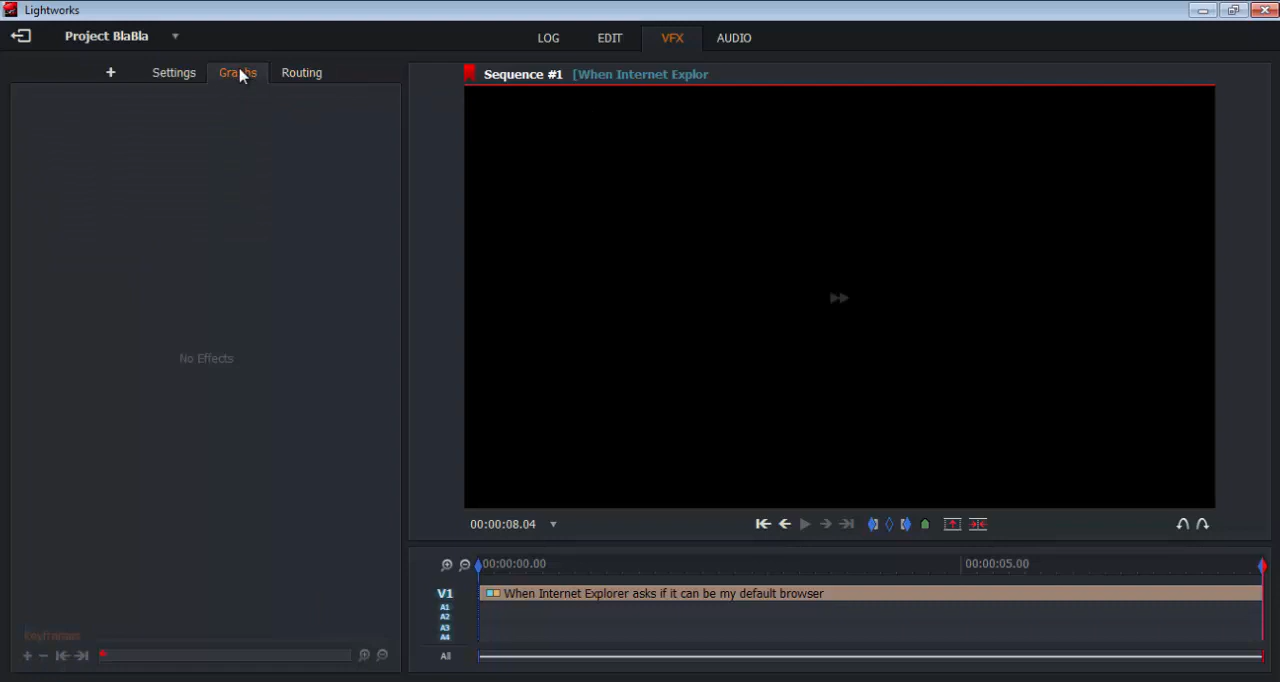 Lightworks
Project BlaBla
LOG EDIT VFX AUDIO
+ Settings Graphs Routing
Sequence #1 [When Internet Explor
No Effects
00:00:08.04
00:00:00.00 00:00:05.00
V1 When Internet Explorer asks if it can be my default browser
A1
A2
A3
A4
Keyframes
All